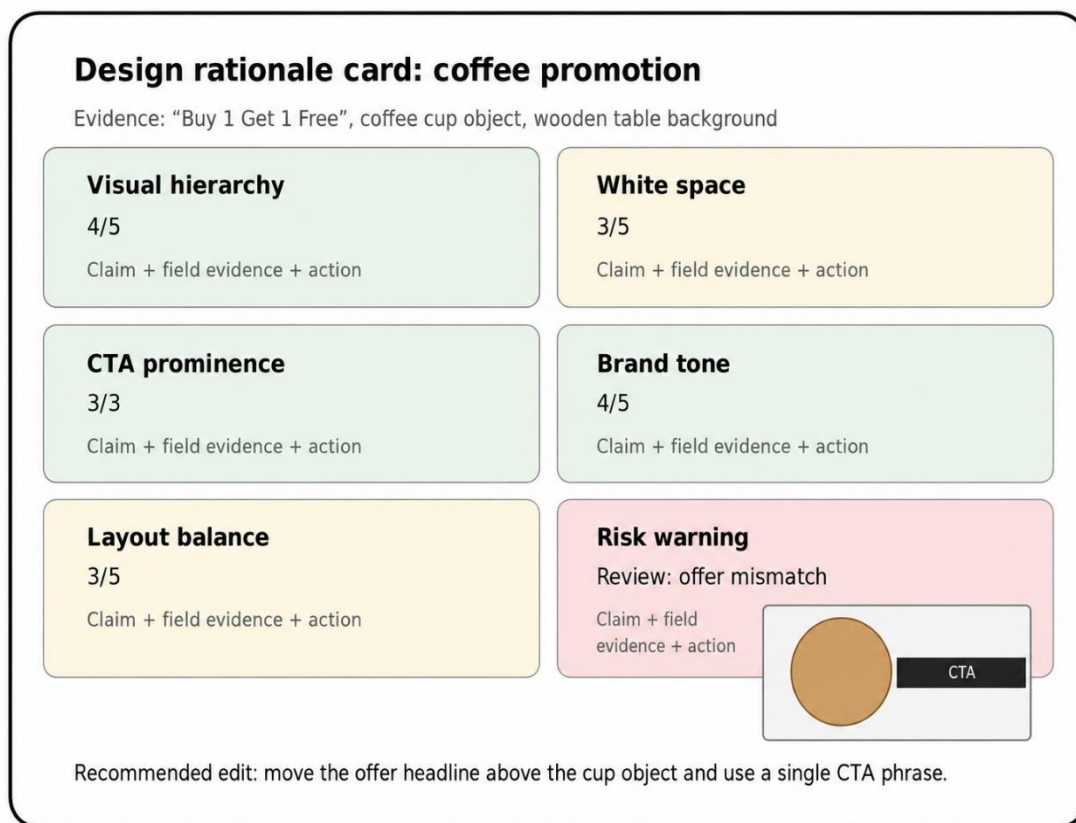 Design rationale card: coffee promotion
Evidence: “Buy 1 Get 1 Free”, coffee cup object, wooden table background
Visual hierarchy
4/5
Claim + field evidence + action
White space
3/5
Claim + field evidence + action
CTA prominence
3/3
Claim + field evidence + action
Brand tone
4/5
Claim + field evidence + action
Layout balance
3/5
Claim + field evidence + action
Risk warning
Review: offer mismatch
Claim + field
evidence + action
CTA
Recommended edit: move the offer headline above the cup object and use a single CTA phrase.